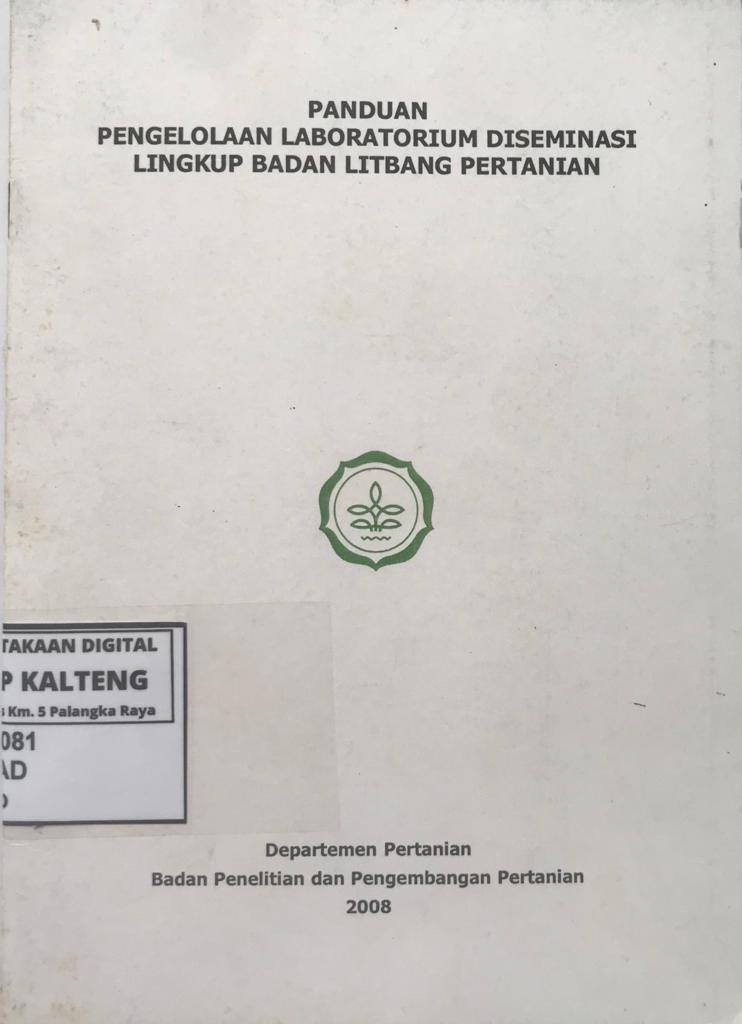 PANDUAN
PENGELOLAAN LABORATORIUM DISEMINASI
LINGKUP BADAN LITBANG PERTANIAN
TAKAAN DIGITAL
P KALTENG
Km. 5 Palangka Raya
081
AD
Departemen Pertanian
Badan Penelitian dan Pengembangan Pertanian
2008